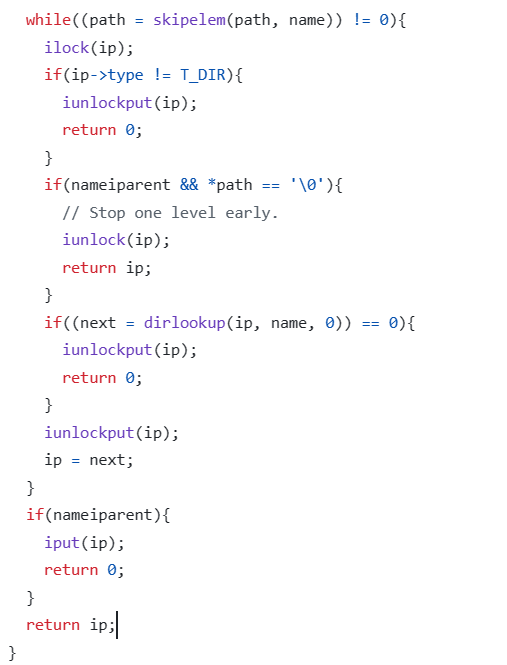 while((path = skipelem(path, name)) != 0){
ilock(ip);
if(ip->type != T_DIR){
iunlockput(ip);
return 0;
}
if(nameiparent && *path == '\0'){
// Stop one level early.
iunlock(ip);
return ip;
}
if((next = dirlookup(ip, name, 0)) == 0){
iunlockput(ip);
return 0;
}
iunlockput(ip);
ip = next;
}
if(nameiparent){
iput(ip);
return 0;
}
return ip;
}